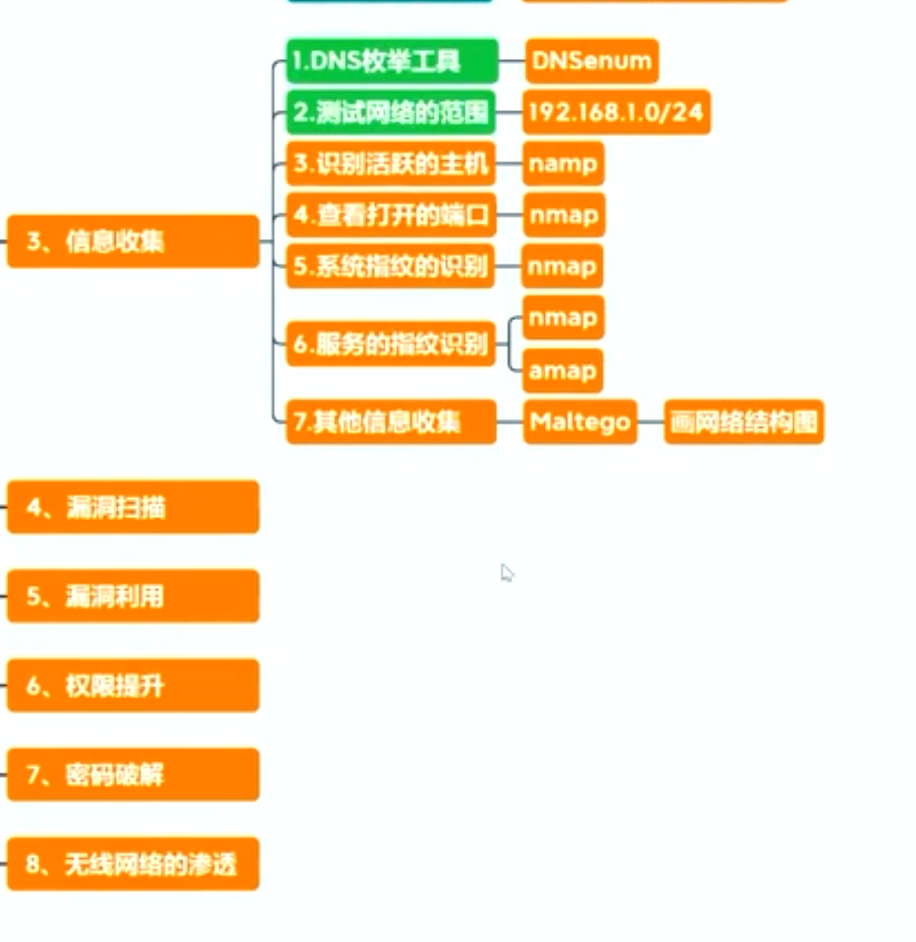 1.DNS枚举工具
DNSenum
2.测试网络的范围
192.168.1.0/24
3.识别活跃的主机
namp
4.查看打开的端口
nmap
3、信息收集
5.系统指纹的识别
nmap
6.服务的指纹识别
nmap
amap
7.其他信息收集
Maltego
画网络结构图
4、漏洞扫描
5、漏洞利用
6、权限提升
7、密码破解
8、无线网络的渗透